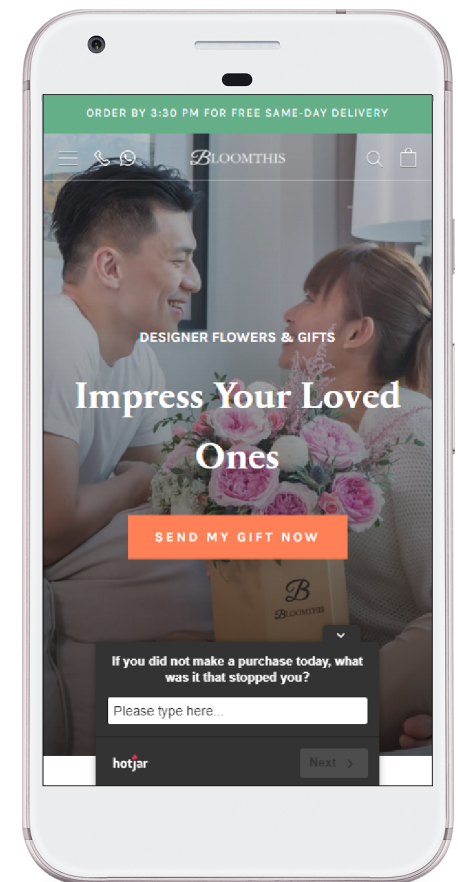 ORDER BY 3:30 PM FOR FREE SAME-DAY DELIVERY
BLOOMTHIS
DESIGNER FLOWERS & GIFTS
Impress Your Loved
Ones
SEND MY GIFT NOW
B
BLOOMTHIS
If you did not make a purchase today, what
was it that stopped you?
Please type here...
hotjar
Next